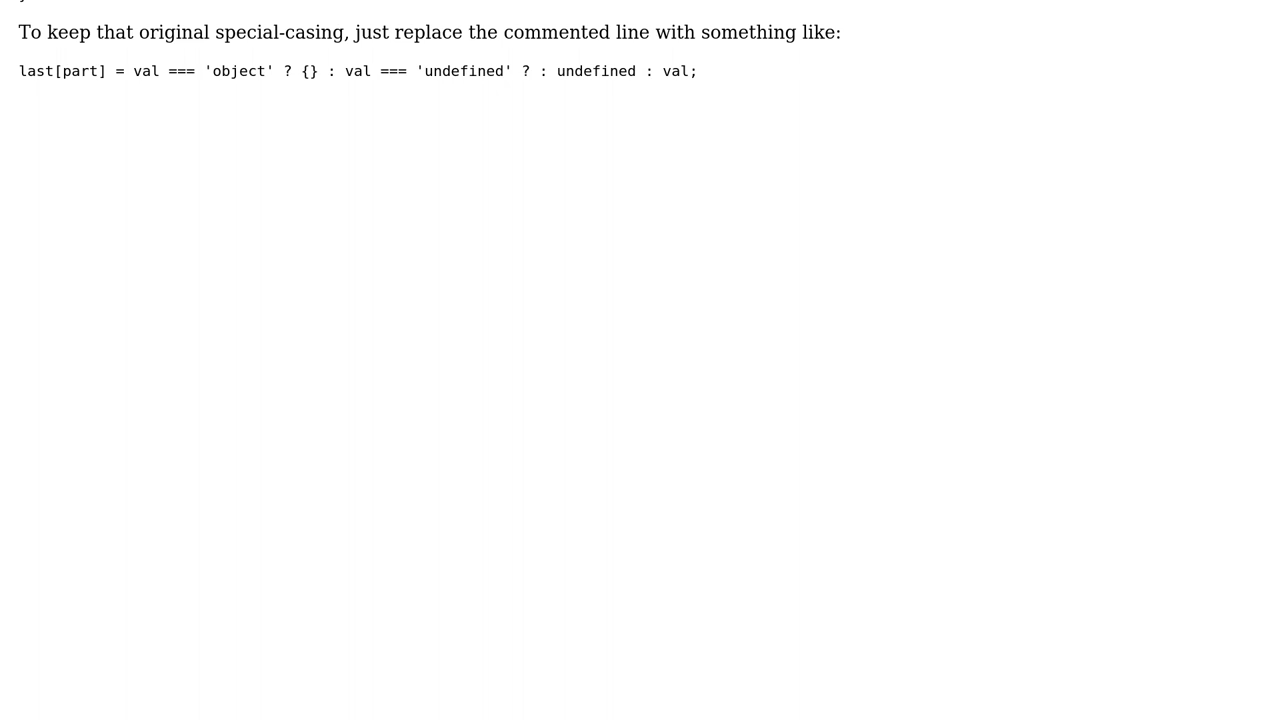 To keep that original special-casing, just replace the commented line with something like:
last[part] = val === 'object' ? {} : val === 'undefined' ? : undefined : val;